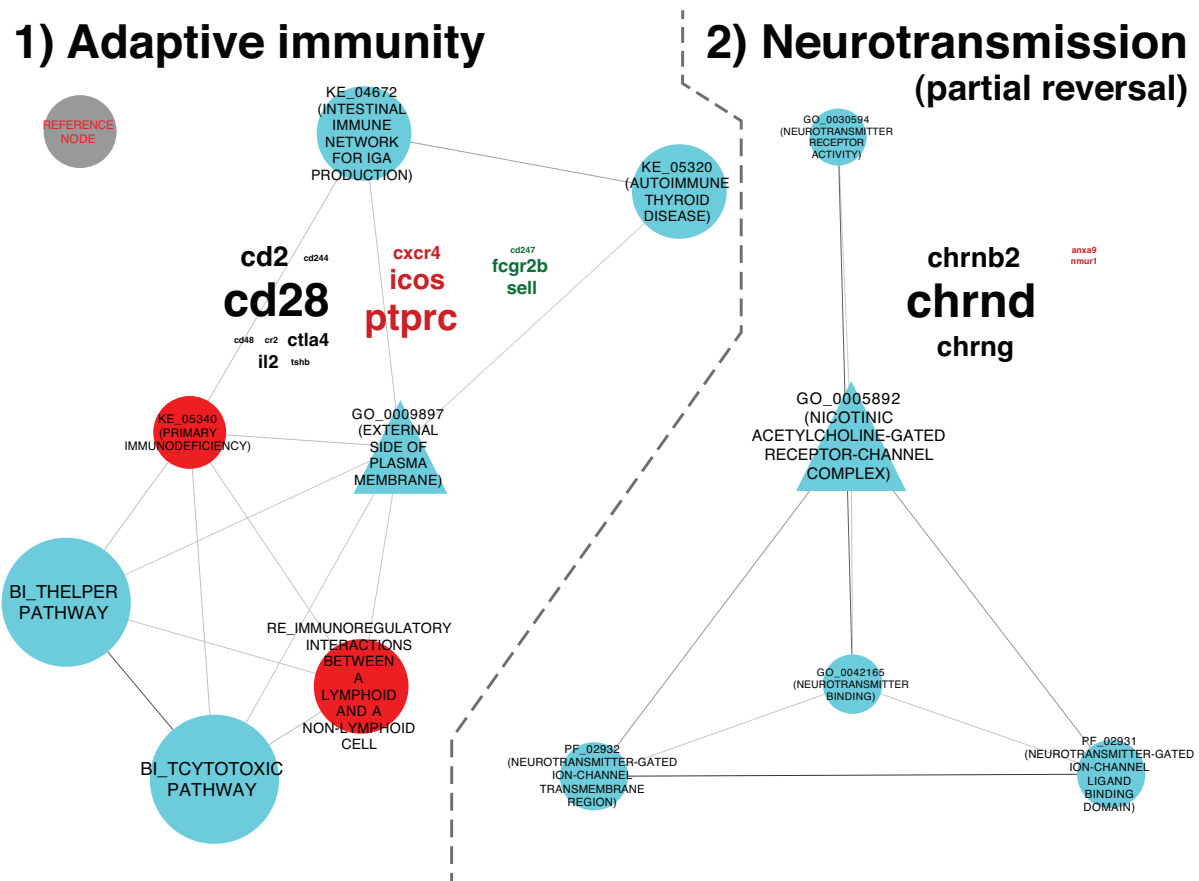 1) Adaptive immunity
REFERENCE
NODE
KE_04672
(INTESTINAL
IMMUNE
NETWORK
FOR IGA
PRODUCTION)
KE_05320
(AUTOIMMUNE
THYROID
DISEASE)
cd2 cd244
cd28
cd48 cr2 ctla4
il2 tshb
cxcr4
icos
ptprc
cd247
fcgr2b
sell
KE_05340
(PRIMARY
IMMUNODEFICIENCY)
GO_0009897
(EXTERNAL
SIDE OF
PLASMA
MEMBRANE)
BI_THELPER
PATHWAY
RE_IMMUNOREGULATORY
INTERACTIONS
BETWEEN
A
LYMPHOID
AND A
NON-LYMPHOID
CELL
BI_TCYTOTOXIC
PATHWAY
2) Neurotransmission
(partial reversal)
GO_0030594
(NEUROTRANSMITTER
RECEPTOR
ACTIVITY)
chrnb2
chrnd
chrng
anxa9
nmur1
GO_0005892
(NICOTINIC
ACETYLCHOLINE-GATED
RECEPTOR-CHANNEL
COMPLEX)
GO_0042165
(NEUROTRANSMITTER
BINDING)
PF_02932
(NEUROTRANSMITTER-GATED
ION-CHANNEL
TRANSMEMBRANE
REGION)
PF_02931
(NEUROTRANSMITTER-GATED
ION-CHANNEL
LIGAND
BINDING
DOMAIN)